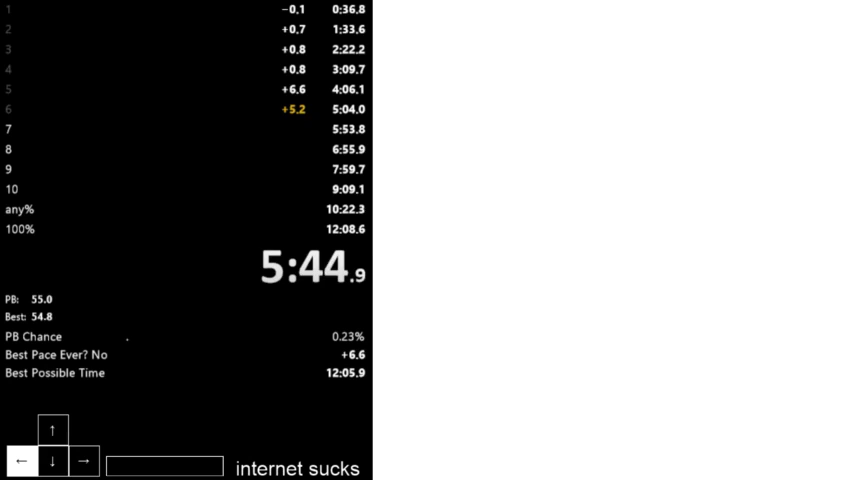 1 −0.1 0:36.8
2 +0.7 1:33.6
3 +0.8 2:22.2
4 +0.8 3:09.7
5 +6.6 4:06.1
6 +5.2 5:04.0
7 5:53.8
8 6:55.9
9 7:59.7
10 9:09.1
any% 10:22.3
100% 12:08.6
5:44.9
PB: 55.0
Best: 54.8
PB Chance 0.23%
Best Pace Ever? No +6.6
Best Possible Time 12:05.9
↑
← ↓ →
internet sucks